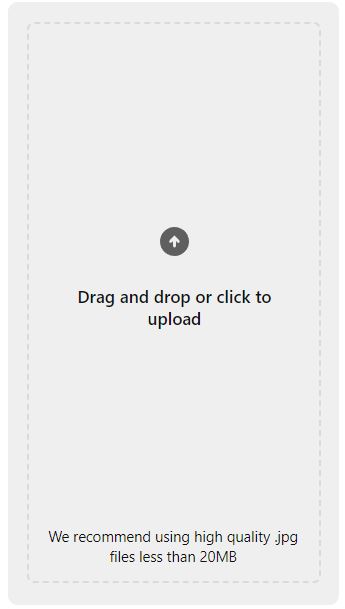 Drag and drop or click to
upload
We recommend using high quality .jpg
files less than 20MB